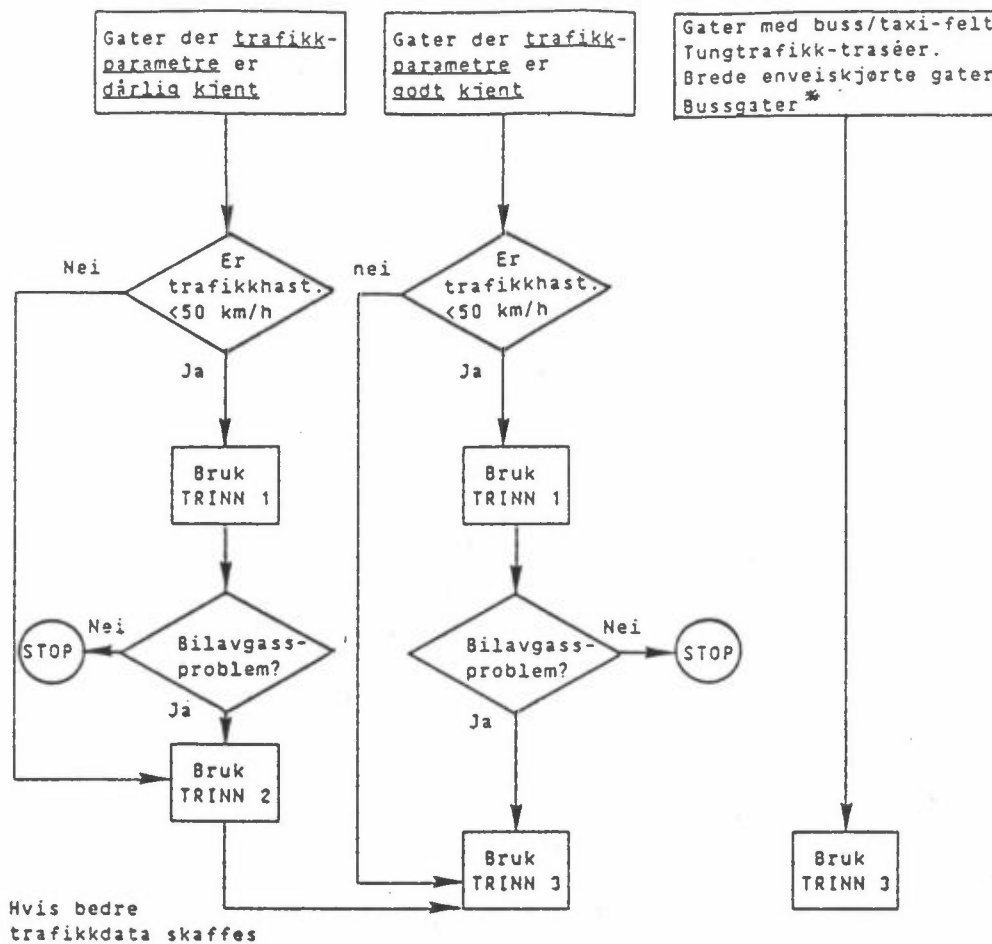 Gater der trafikk-
parametre er
dårlig kjent
Gater der trafikk-
parametre er
godt kjent
Gater med buss/taxi-felt
Tungtrafikk-traséer.
Brede enveiskjørte gater
Bussgater *
Nei
Er
trafikkhast.
<50 km/h
Ja
nei
Er
trafikkhast.
<50 km/h
Ja
Bruk
TRINN 1
Bruk
TRINN 1
STOP
Nei
Bilavgass-
problem?
Ja
Bilavgass-
problem?
Nei
STOP
Ja
Bruk
TRINN 2
Bruk
TRINN 3
Bruk
TRINN 3
Hvis bedre
trafikkdata skaffes